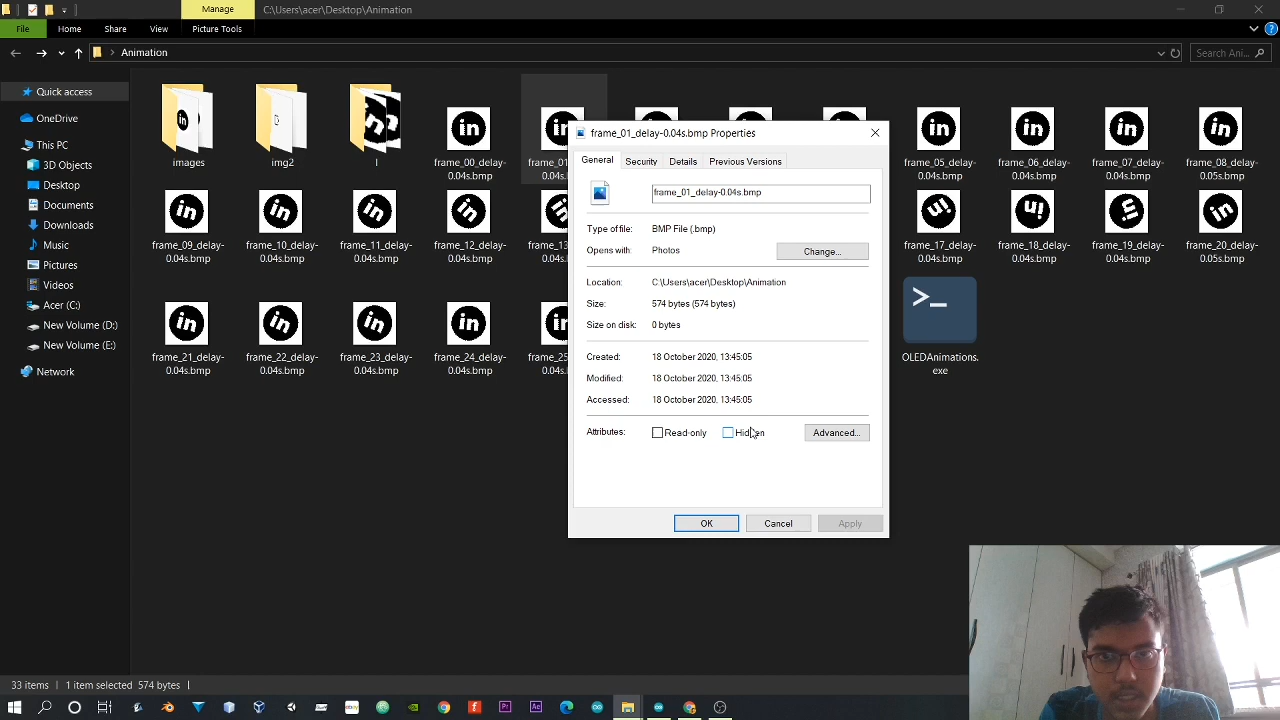 Manage
C:\Users\acer\Desktop\Animation
File
Home
Share
View
Picture Tools
Animation
Search Ani...
Quick access
OneDrive
This PC
3D Objects
Desktop
Documents
Downloads
Music
Pictures
Videos
Acer (C:)
New Volume (D:)
New Volume (E:)
Network
images
img2
I
frame_00_delay-
0.04s.bmp
frame_05_delay-
0.04s.bmp
frame_06_delay-
0.04s.bmp
frame_07_delay-
0.04s.bmp
frame_08_delay-
0.04s.bmp
frame_09_delay-
0.04s.bmp
frame_10_delay-
0.04s.bmp
frame_11_delay-
0.04s.bmp
frame_12_delay-
0.04s.bmp
frame_17_delay-
0.04s.bmp
frame_18_delay-
0.04s.bmp
frame_19_delay-
0.04s.bmp
frame_20_delay-
0.05s.bmp
frame_21_delay-
0.04s.bmp
frame_22_delay-
0.04s.bmp
frame_23_delay-
0.04s.bmp
frame_24_delay-
0.04s.bmp
OLEDAnimations.
exe
frame_01_delay-0.04s.bmp Properties
General
Security
Details
Previous Versions
frame_01_delay-0.04s.bmp
Type of file: BMP File (.bmp)
Opens with: Photos
Change...
Location: C:\Users\acer\Desktop\Animation
Size: 574 bytes (574 bytes)
Size on disk: 0 bytes
Created: 18 October 2020, 13:45:05
Modified: 18 October 2020, 13:45:05
Accessed: 18 October 2020, 13:45:05
Attributes: Read-only Hidden Advanced...
OK Cancel Apply
33 items 1 item selected 574 bytes